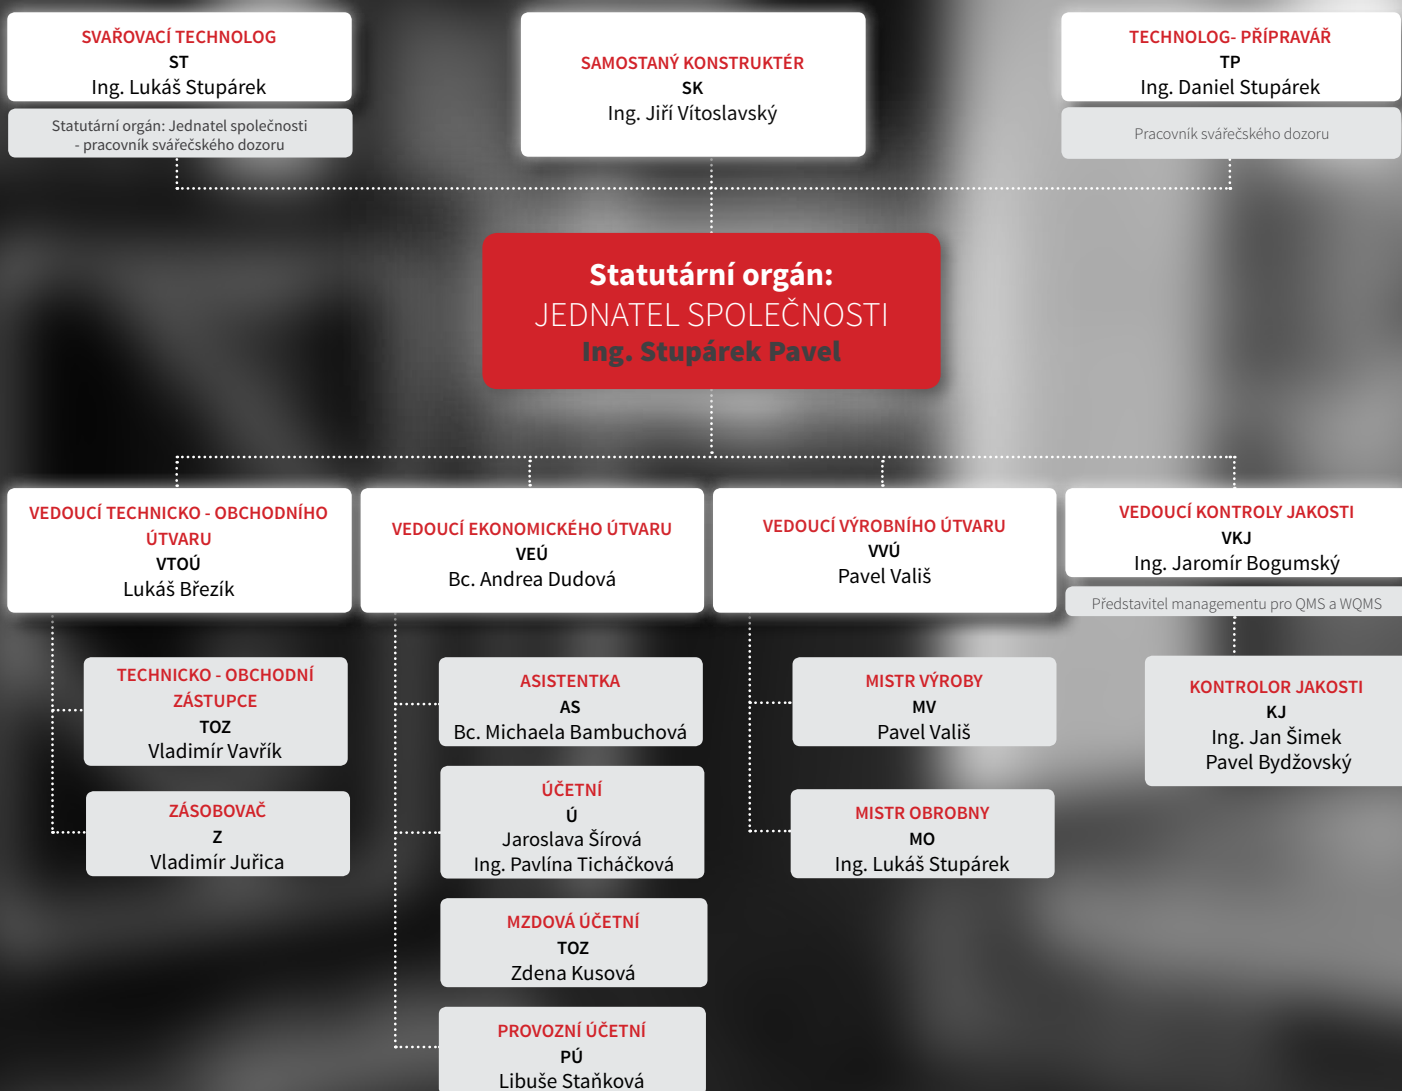 SVAŘOVACÍ TECHNOLOG
ST
Ing. Lukáš Stupárek
Statutární orgán: Jednatel společnosti
- pracovník svářečského dozoru
SAMOSTANÝ KONSTRUKTÉR
SK
Ing. Jiří Vítoslavský
TECHNOLOG- PŘÍPRAVÁŘ
TP
Ing. Daniel Stupárek
Pracovník svářečského dozoru
Statutární orgán:
JEDNATEL SPOLEČNOSTI
Ing. Stupárek Pavel
VEDOUCÍ TECHNICKO - OBCHODNÍHO
ÚTVARU
VTOÚ
Lukáš Březík
TECHNICKO - OBCHODNÍ
ZÁSTUPCE
TOZ
Vladimír Vavřík
ZÁSOBOVAČ
Z
Vladimír Juřica
VEDOUCÍ EKONOMICKÉHO ÚTVARU
VEÚ
Bc. Andrea Dudová
ASISTENTKA
AS
Bc. Michaela Bambuchová
ÚČETNÍ
Ú
Jaroslava Šírová
Ing. Pavlína Ticháčková
MZDOVÁ ÚČETNÍ
TOZ
Zdena Kusová
PROVOZNÍ ÚČETNÍ
PÚ
Libuše Staňková
VEDOUCÍ VÝROBNÍHO ÚTVARU
VVÚ
Pavel Vališ
MISTR VÝROBY
MV
Pavel Vališ
MISTR OBROBNY
MO
Ing. Lukáš Stupárek
VEDOUCÍ KONTROLY JAKOSTI
VKJ
Ing. Jaromír Bogumský
Představitel managementu pro QMS a WQMS
KONTROLOR JAKOSTI
KJ
Ing. Jan Šimek
Pavel Bydžovský